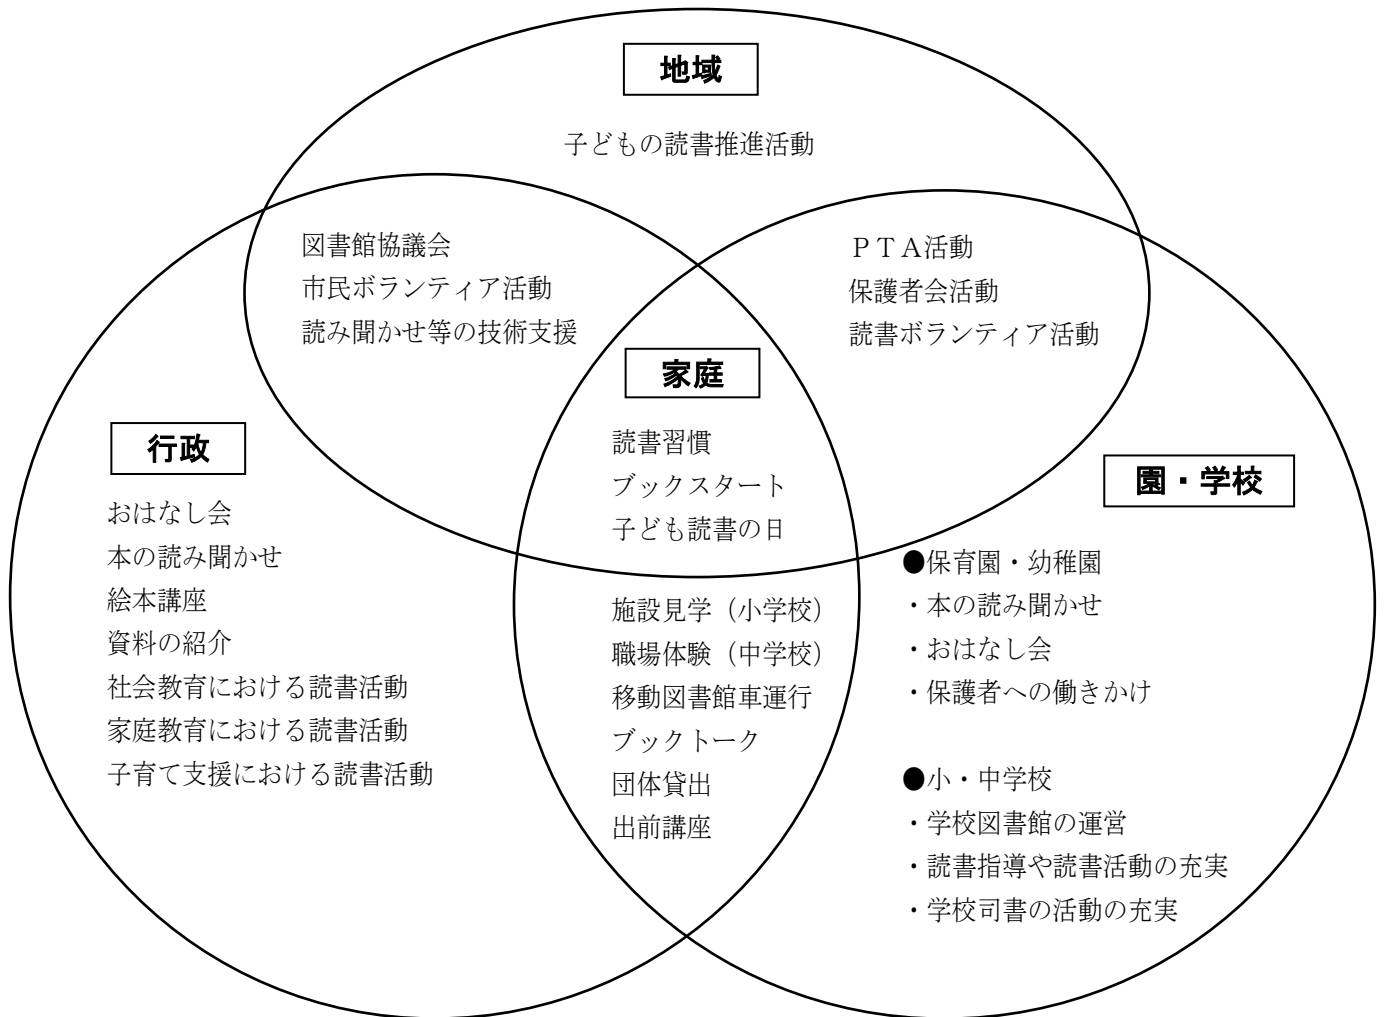 地域
子どもの読書推進活動
図書館協議会
市民ボランティア活動
読み聞かせ等の技術支援
ＰＴＡ活動
保護者会活動
読書ボランティア活動
家庭
読書習慣
ブックスタート
子ども読書の日
行政
おはなし会
本の読み聞かせ
絵本講座
資料の紹介
社会教育における読書活動
家庭教育における読書活動
子育て支援における読書活動
施設見学（小学校）
職場体験（中学校）
移動図書館車運行
ブックトーク
団体貸出
出前講座
園・学校
●保育園・幼稚園
・本の読み聞かせ
・おはなし会
・保護者への働きかけ
●小・中学校
・学校図書館の運営
・読書指導や読書活動の充実
・学校司書の活動の充実